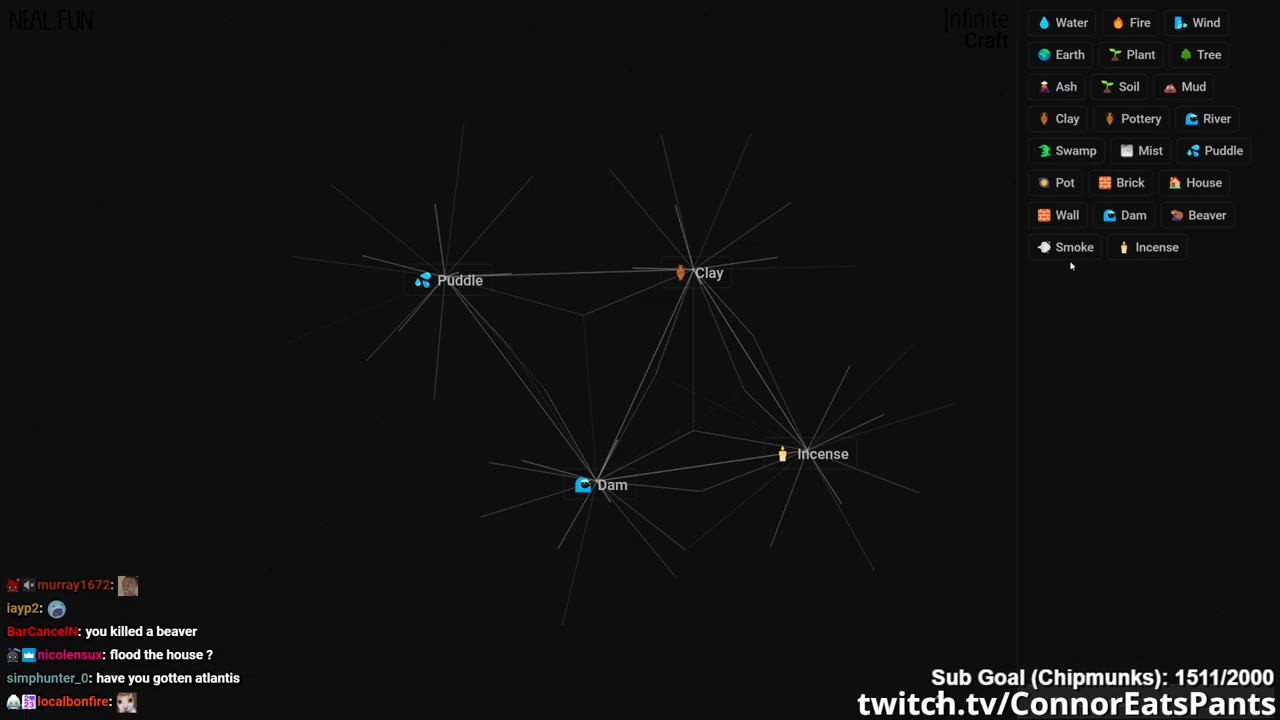 NEAL.FUN
Infinite
Craft
Water Fire Wind
Earth Plant Tree
Ash Soil Mud
Clay Pottery River
Swamp Mist Puddle
Pot Brick House
Wall Dam Beaver
Smoke Incense
Puddle
Clay
Incense
Dam
murray1672:
iayp2:
BarCancelN: you killed a beaver
nicolensux: flood the house ?
simphunter_0: have you gotten atlantis
localbonfire:
Sub Goal (Chipmunks): 1511/2000
twitch.tv/ConnorEatsPants